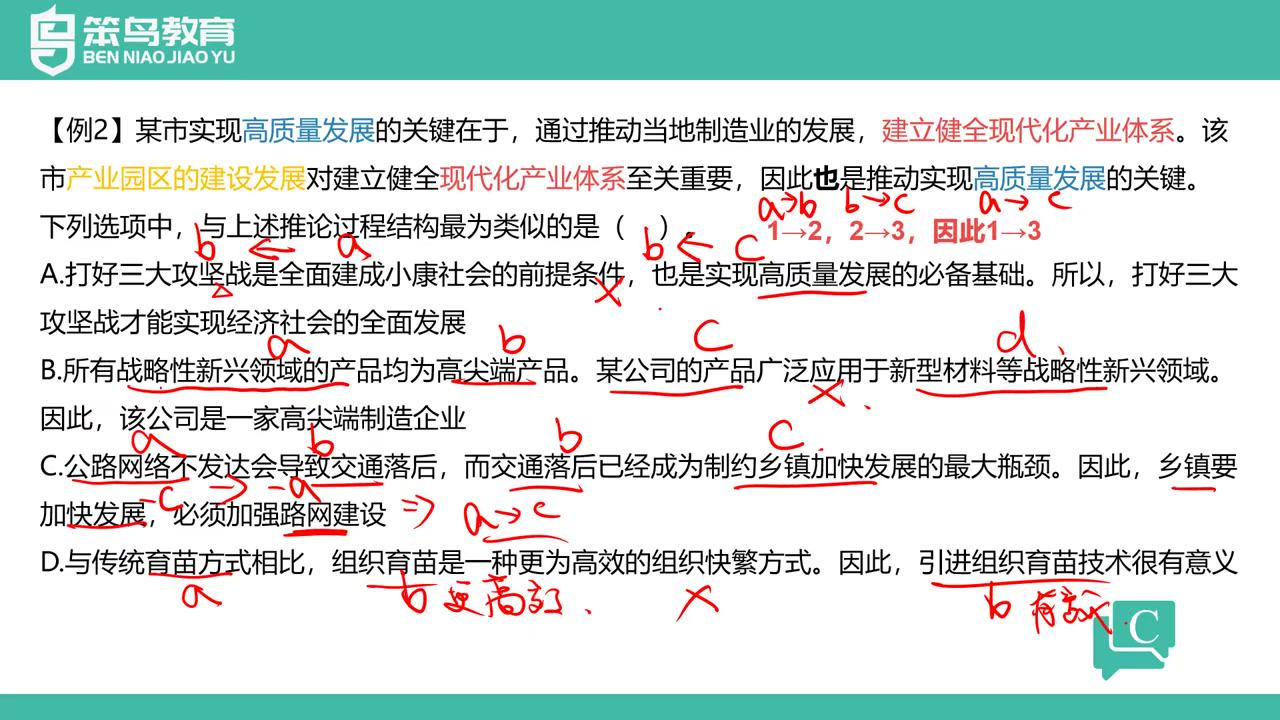 笨鸟教育
BEN NIAO JIAO YU
【例2】某市实现高质量发展的关键在于，通过推动当地制造业的发展，建立健全现代化产业体系。该
市产业园区的建设发展对建立健全现代化产业体系至关重要，因此也是推动实现高质量发展的关键。
a→b b→c a→c
下列选项中，与上述推论过程结构最为类似的是（ ）。 1→2，2→3，因此1→3
b ← a b ← c
A.打好三大攻坚战是全面建成小康社会的前提条件，也是实现高质量发展的必备基础。所以，打好三大
攻坚战才能实现经济社会的全面发展
a b c d
B.所有战略性新兴领域的产品均为高尖端产品。某公司的产品广泛应用于新型材料等战略性新兴领域。
因此，该公司是一家高尖端制造企业
a b b c
C.公路网络不发达会导致交通落后，而交通落后已经成为制约乡镇加快发展的最大瓶颈。因此，乡镇要
-c → -a
加快发展，必须加强路网建设 ⇒ a→c
D.与传统育苗方式相比，组织育苗是一种更为高效的组织快繁方式。因此，引进组织育苗技术很有意义
a b 更高效 × b 有意义
C